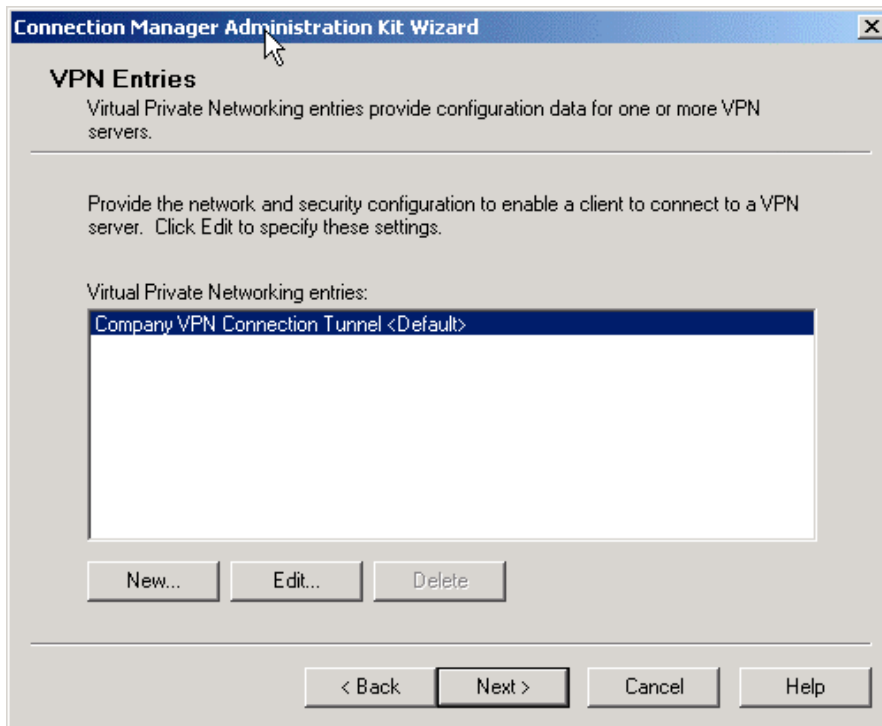 Connection Manager Administration Kit Wizard
VPN Entries
Virtual Private Networking entries provide configuration data for one or more VPN
servers.
Provide the network and security configuration to enable a client to connect to a VPN
server.  Click Edit to specify these settings.
Virtual Private Networking entries:
Company VPN Connection Tunnel <Default>
New... Edit... Delete
< Back Next > Cancel Help